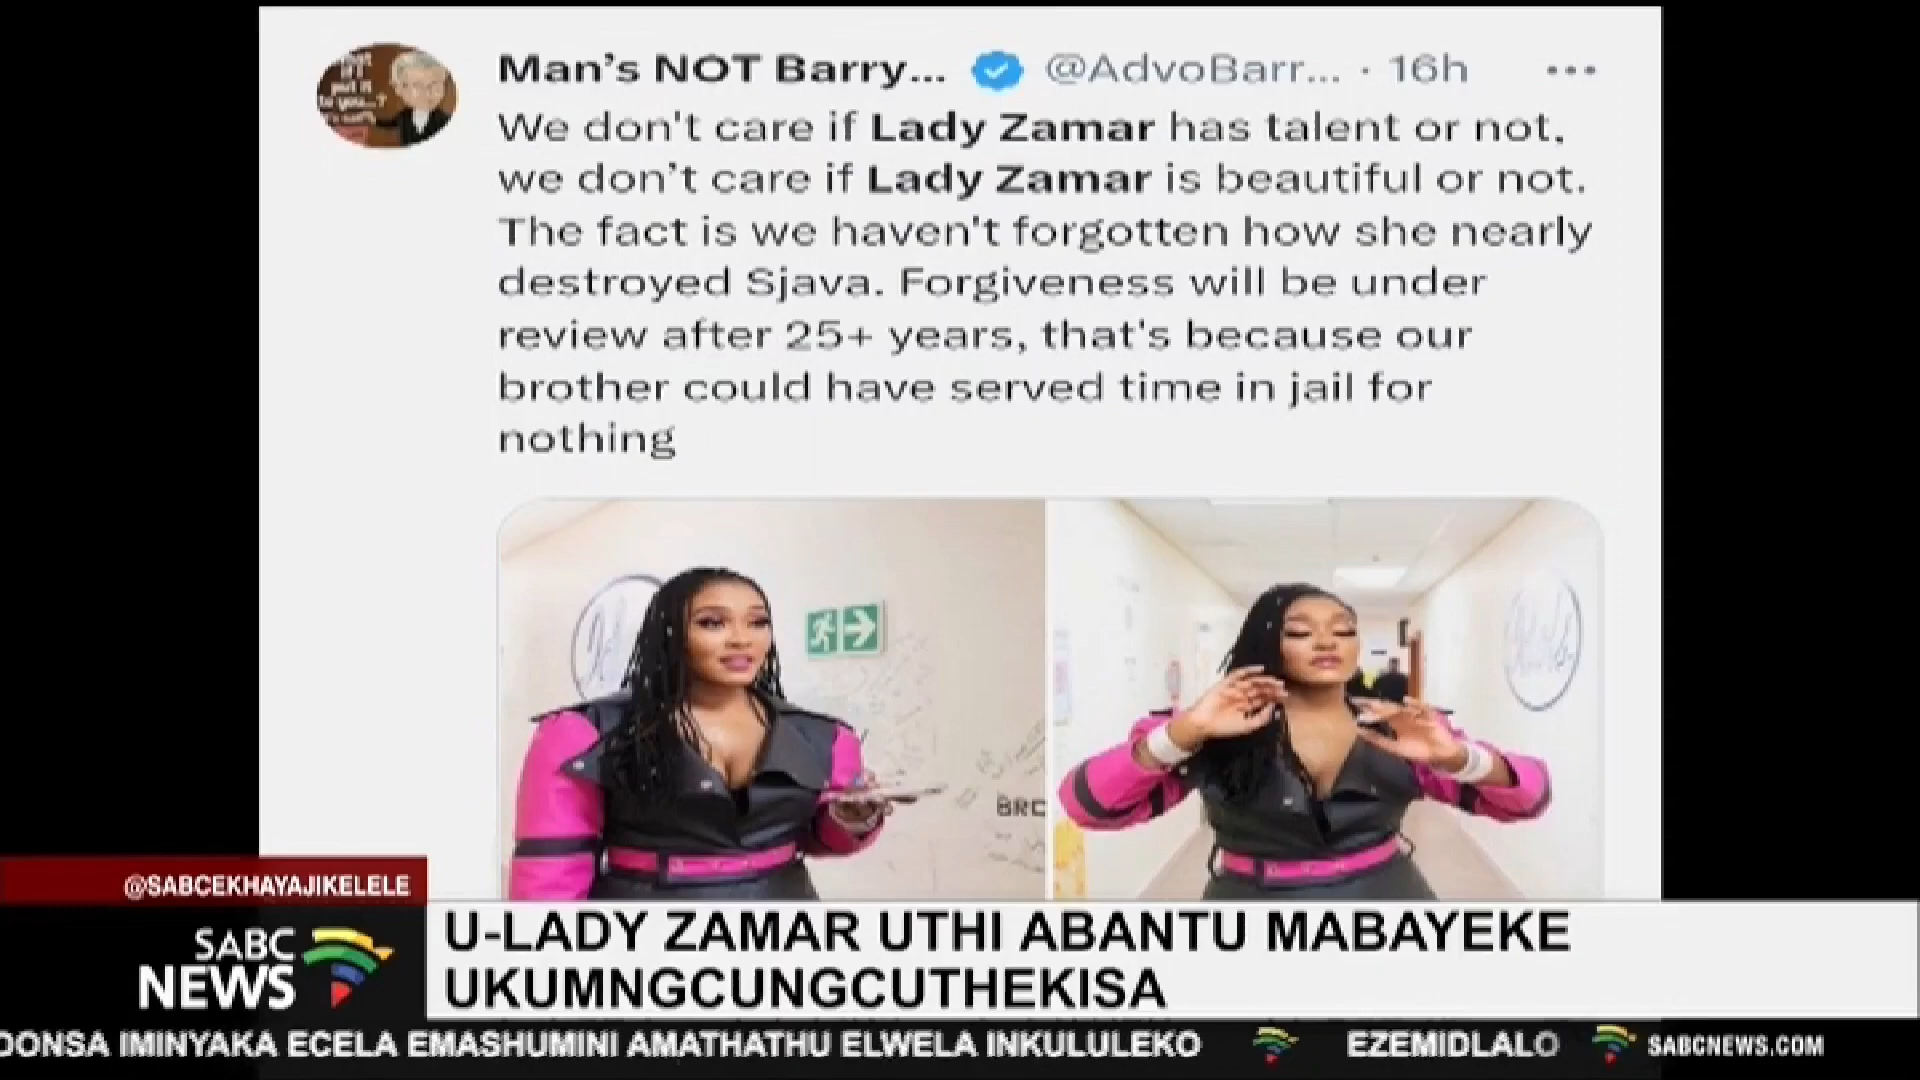 Man's NOT Barry... @AdvoBarr... · 16h ...
We don't care if Lady Zamar has talent or not,
we don't care if Lady Zamar is beautiful or not.
The fact is we haven't forgotten how she nearly
destroyed Sjava. Forgiveness will be under
review after 25+ years, that's because our
brother could have served time in jail for
nothing
BRC
@SABCEKHAYAJIKELELE
SABC
NEWS
U-LADY ZAMAR UTHI ABANTU MABAYEKE
UKUMNGCUNGCUTHEKISA
DONSA IMINYAKA ECELA EMASHUMINI AMATHATHU ELWELA INKULULEKO EZEMIDLALO SABCNEWS.COM